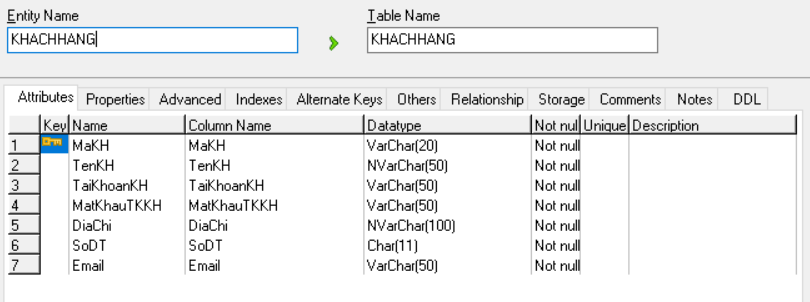 Entity Name Table Name
KHACHHANG KHACHHANG
Attributes Properties Advanced Indexes Alternate Keys Others Relationship Storage Comments Notes DDL
Key Name Column Name Datatype Not nul Unique Description
1 MaKH MaKH VarChar(20) Not null
2 TenKH TenKH NVarChar(50) Not null
3 TaiKhoanKH TaiKhoanKH VarChar(50) Not null
4 MatKhauTKKH MatKhauTKKH VarChar(50) Not null
5 DiaChi DiaChi NVarChar(100) Not null
6 SoDT SoDT Char(11) Not null
7 Email Email VarChar(50) Not null